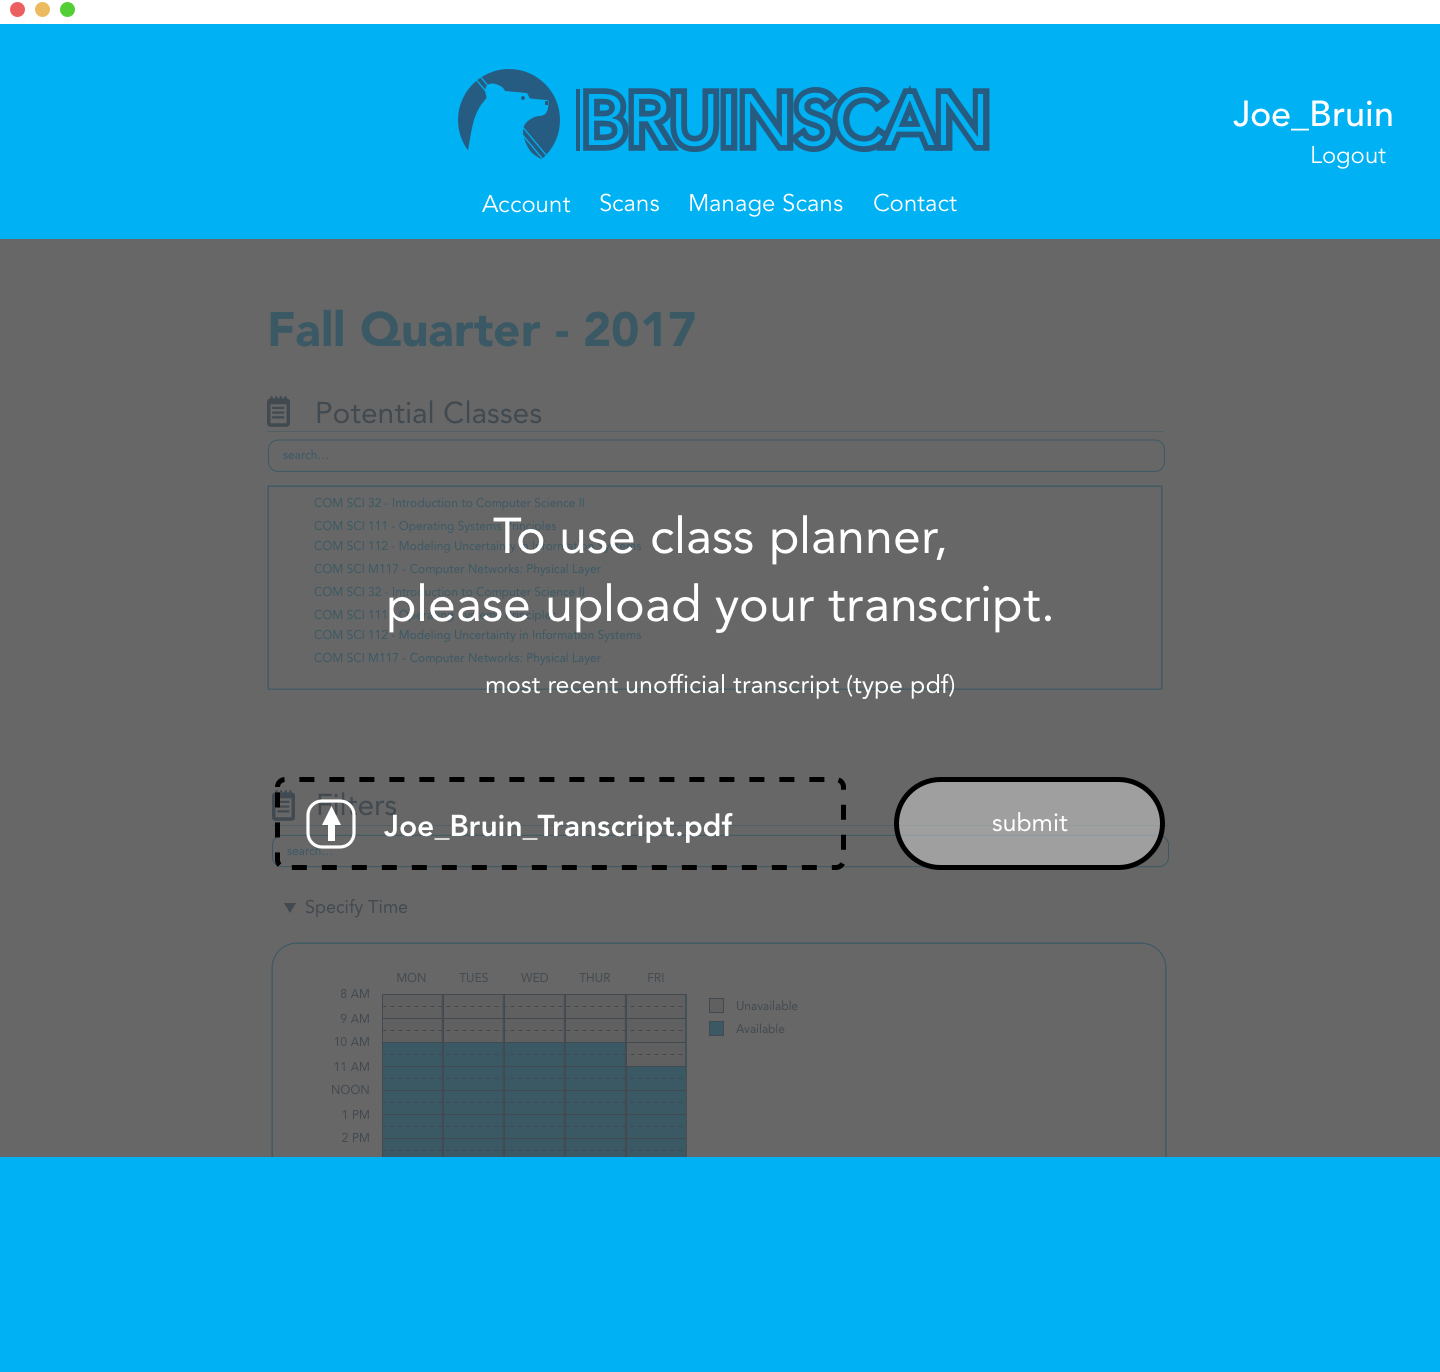 BRUINSCAN
Joe_Bruin
Logout
Account Scans Manage Scans Contact
Fall Quarter - 2017
Potential Classes
search...
COM SCI 32 - Introduction to Computer Science II
COM SCI 111 - Operating Systems Principles
COM SCI 112 - Modeling Uncertainty in Information Systems
COM SCI M117 - Computer Networks: Physical Layer
COM SCI 32 - Introduction to Computer Science II
COM SCI 111 - Operating Systems Principles
COM SCI 112 - Modeling Uncertainty in Information Systems
COM SCI M117 - Computer Networks: Physical Layer
To use class planner,
please upload your transcript.
most recent unofficial transcript (type pdf)
Filters
search...
Joe_Bruin_Transcript.pdf
submit
Specify Time
MON TUES WED THUR FRI
8 AM
9 AM
10 AM
11 AM
NOON
1 PM
2 PM
Unavailable
Available